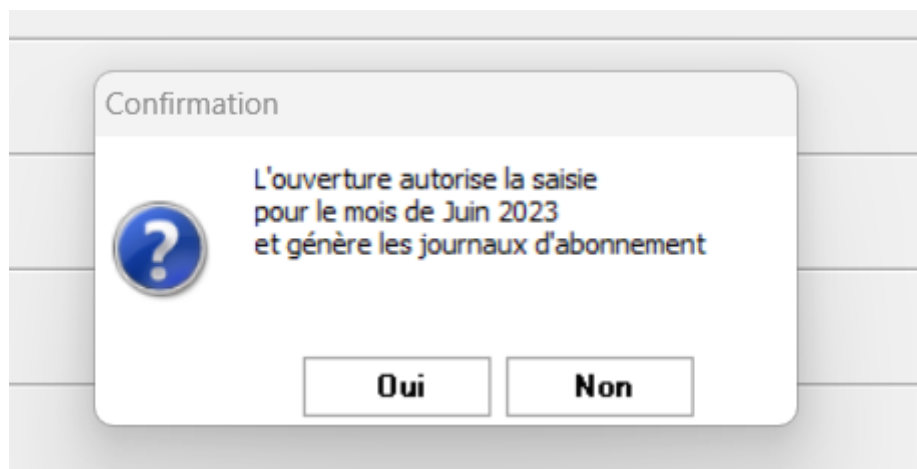 Confirmation
L'ouverture autorise la saisie
pour le mois de Juin 2023
et génère les journaux d'abonnement
Oui
Non